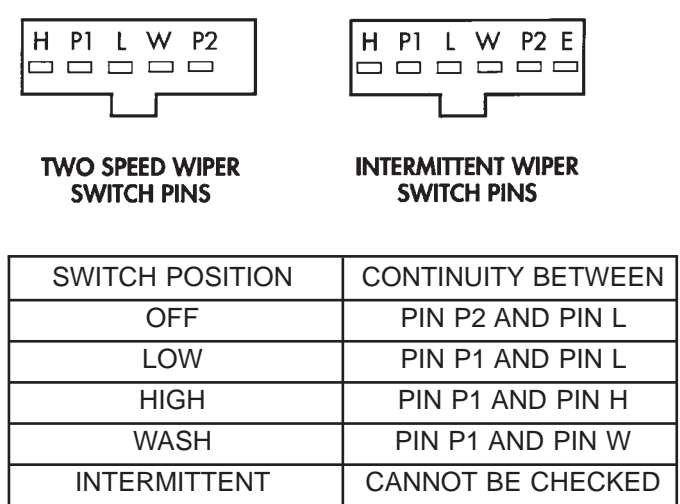 H P1 L W P2
H P1 L W P2 E
TWO SPEED WIPER
SWITCH PINS
INTERMITTENT WIPER
SWITCH PINS
SWITCH POSITION CONTINUITY BETWEEN
OFF PIN P2 AND PIN L
LOW PIN P1 AND PIN L
HIGH PIN P1 AND PIN H
WASH PIN P1 AND PIN W
INTERMITTENT CANNOT BE CHECKED